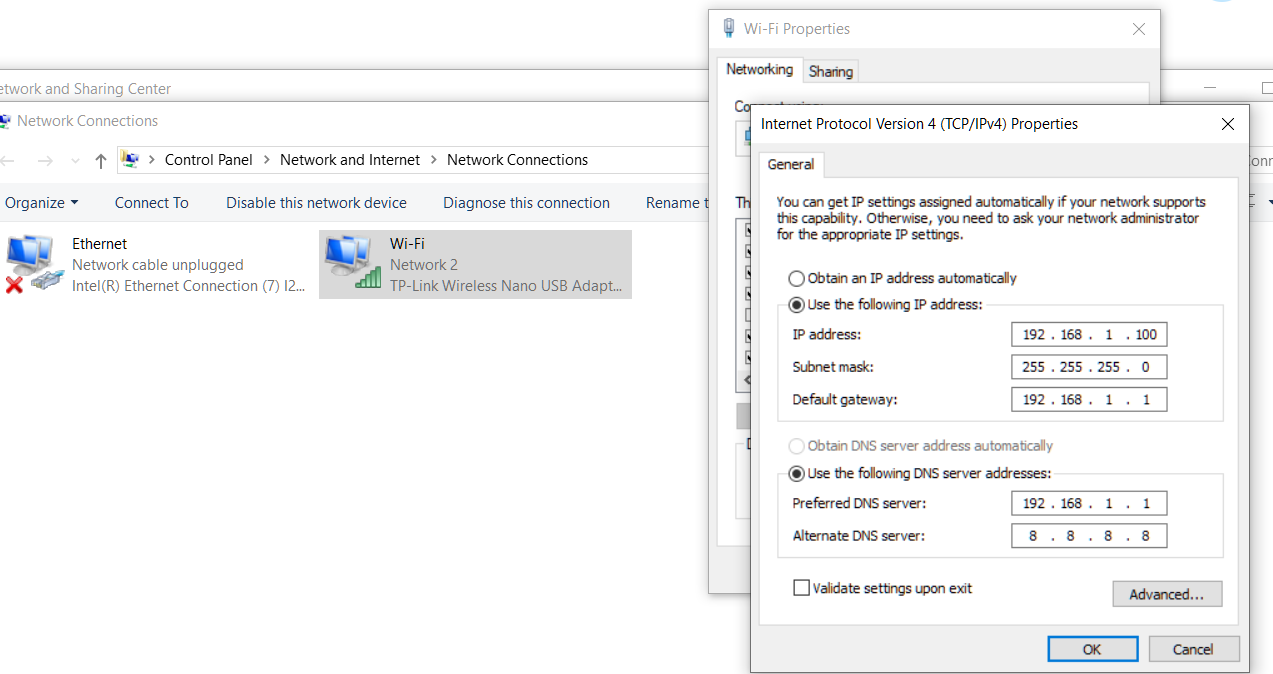 Wi-Fi Properties
Networking Sharing
etwork and Sharing Center
Network Connections
Control Panel > Network and Internet > Network Connections
Organize Connect To Disable this network device Diagnose this connection Rename t
Ethernet
Network cable unplugged
Intel(R) Ethernet Connection (7) I2...
Wi-Fi
Network 2
TP-Link Wireless Nano USB Adapt...
Internet Protocol Version 4 (TCP/IPv4) Properties
General
You can get IP settings assigned automatically if your network supports
this capability. Otherwise, you need to ask your network administrator
for the appropriate IP settings.
Obtain an IP address automatically
Use the following IP address:
IP address: 192 . 168 . 1 . 100
Subnet mask: 255 . 255 . 255 . 0
Default gateway: 192 . 168 . 1 . 1
Obtain DNS server address automatically
Use the following DNS server addresses:
Preferred DNS server: 192 . 168 . 1 . 1
Alternate DNS server: 8 . 8 . 8 . 8
Validate settings upon exit
Advanced...
OK Cancel